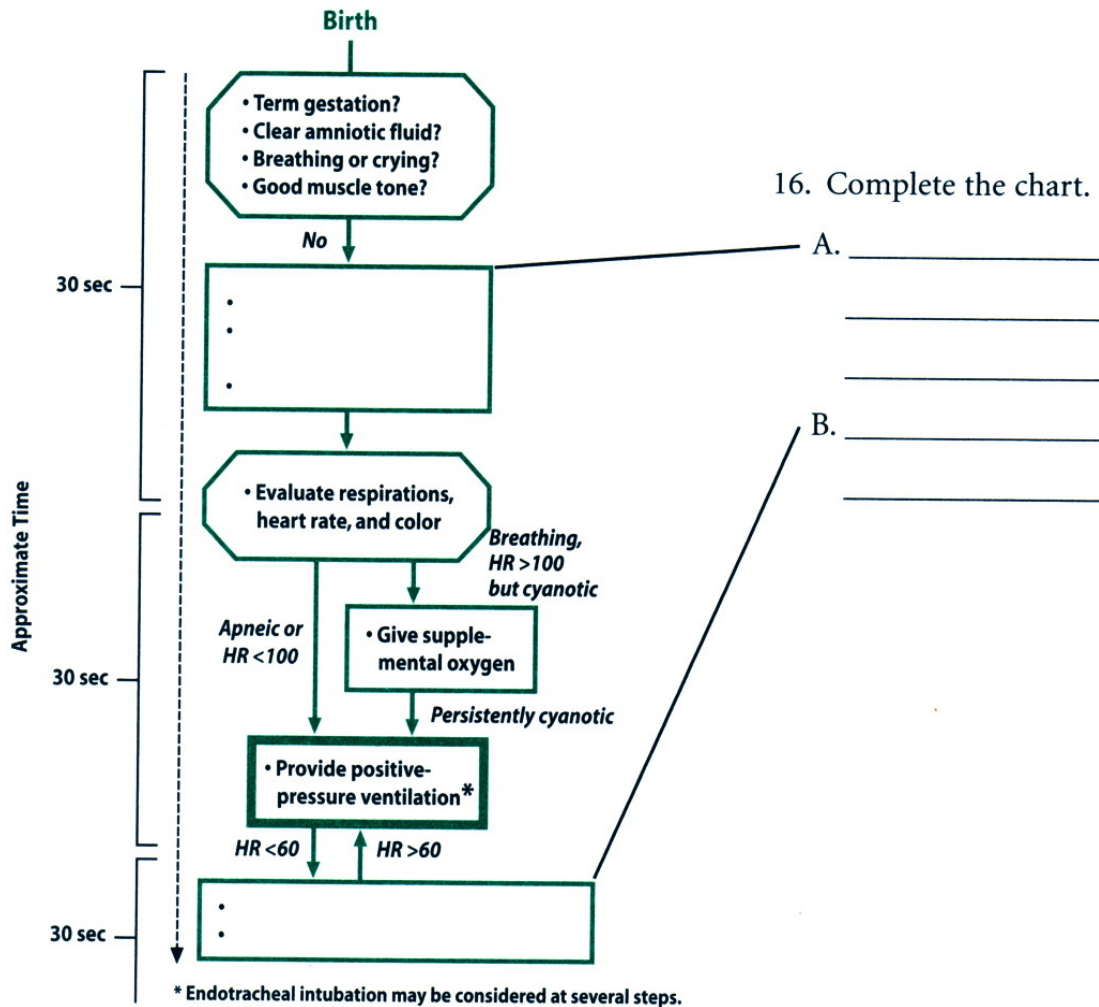 Birth
• Term gestation?
• Clear amniotic fluid?
• Breathing or crying?
• Good muscle tone?
16. Complete the chart.
No
A.
30 sec
•
•
•
B.
• Evaluate respirations,
heart rate, and color
Breathing,
HR >100
but cyanotic
Approximate Time
Apneic or
HR <100
• Give supple-
mental oxygen
30 sec
Persistently cyanotic
• Provide positive-
pressure ventilation*
HR <60
HR >60
•
•
30 sec
* Endotracheal intubation may be considered at several steps.